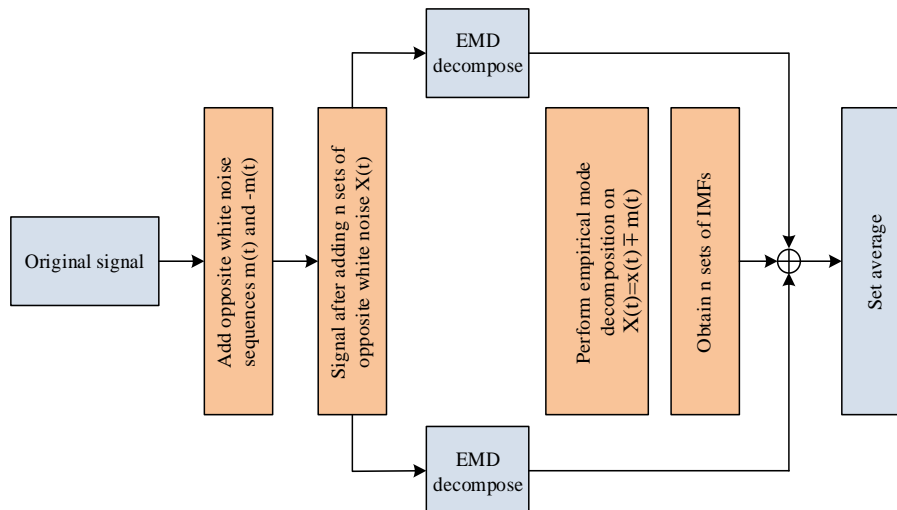 Original signal
Add opposite white noise
sequences m(t) and -m(t)
Signal after adding n sets of
opposite white noise X(t)
EMD
decompose
EMD
decompose
Perform empirical mode
decomposition on
X(t)=x(t)∓m(t)
Obtain n sets of IMFs
Set average